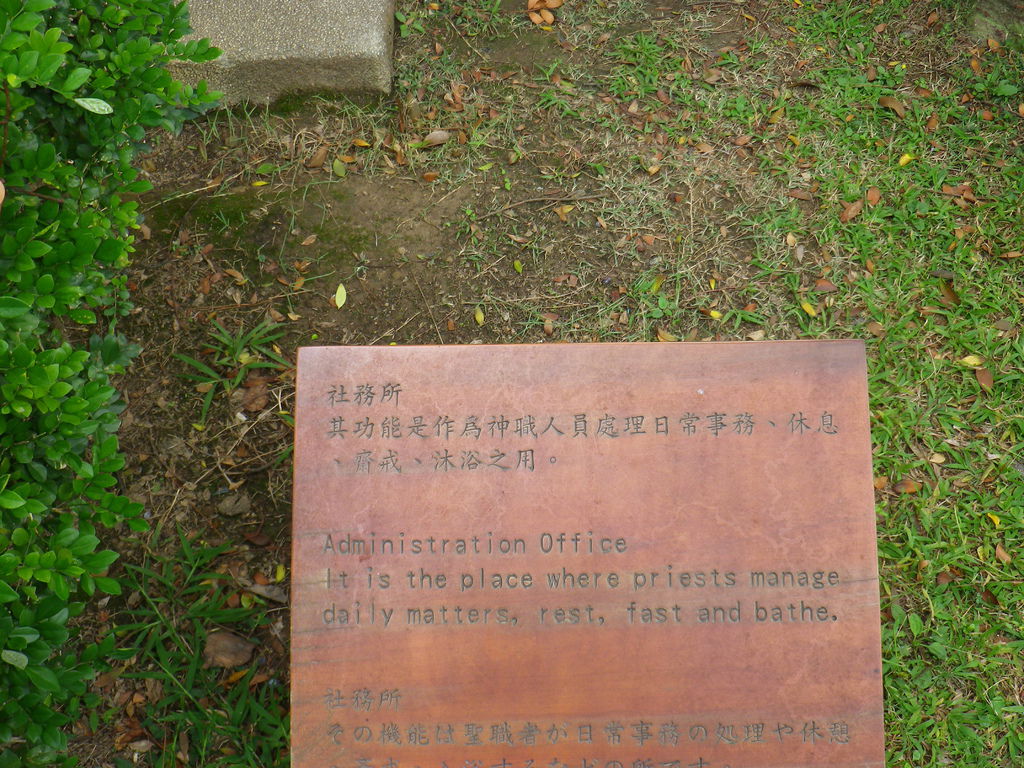 社務所
其功能是作爲神職人員處理日常事務、休息
、齋戒、沐浴之用。
Administration Office
It is the place where priests manage
daily matters, rest, fast and bathe.
社務所
その機能は聖職者が日常事務の処理や休憩